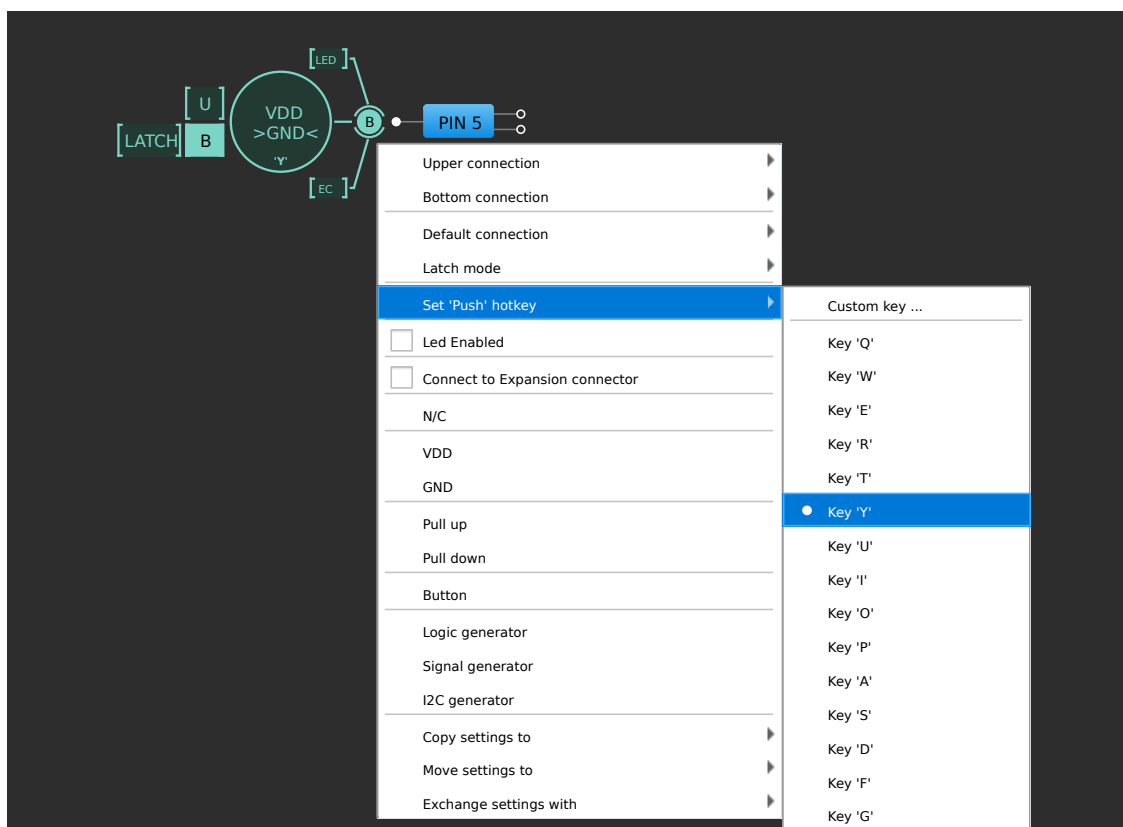 [LED ]
U
VDD
B
PIN 5
[LATCH]
B
>GND<
'Y'
[ EC ]
Upper connection
Bottom connection
Default connection
Latch mode
Set 'Push' hotkey
Led Enabled
Connect to Expansion connector
N/C
VDD
GND
Pull up
Pull down
Button
Logic generator
Signal generator
I2C generator
Copy settings to
Move settings to
Exchange settings with
Custom key ...
Key 'Q'
Key 'W'
Key 'E'
Key 'R'
Key 'T'
Key 'Y'
Key 'U'
Key 'I'
Key 'O'
Key 'P'
Key 'A'
Key 'S'
Key 'D'
Key 'F'
Key 'G'